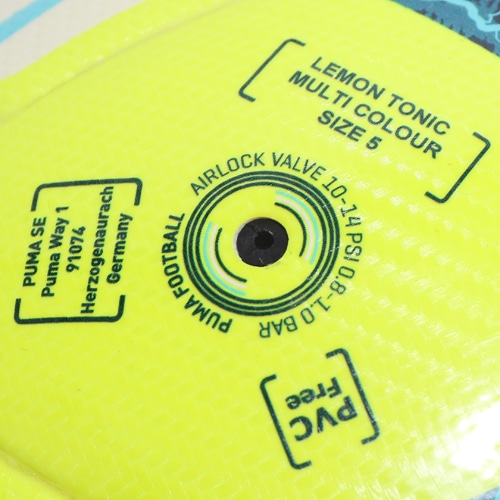 LEMON TONIC
MULTI COLOUR
SIZE 5
AIRLOCK VALVE 10-14 PSI 0.8-1.0 BAR
PUMA FOOTBALL
PUMA SE
Puma Way 1
91074
Herzogenaurach
Germany
PVC
Free